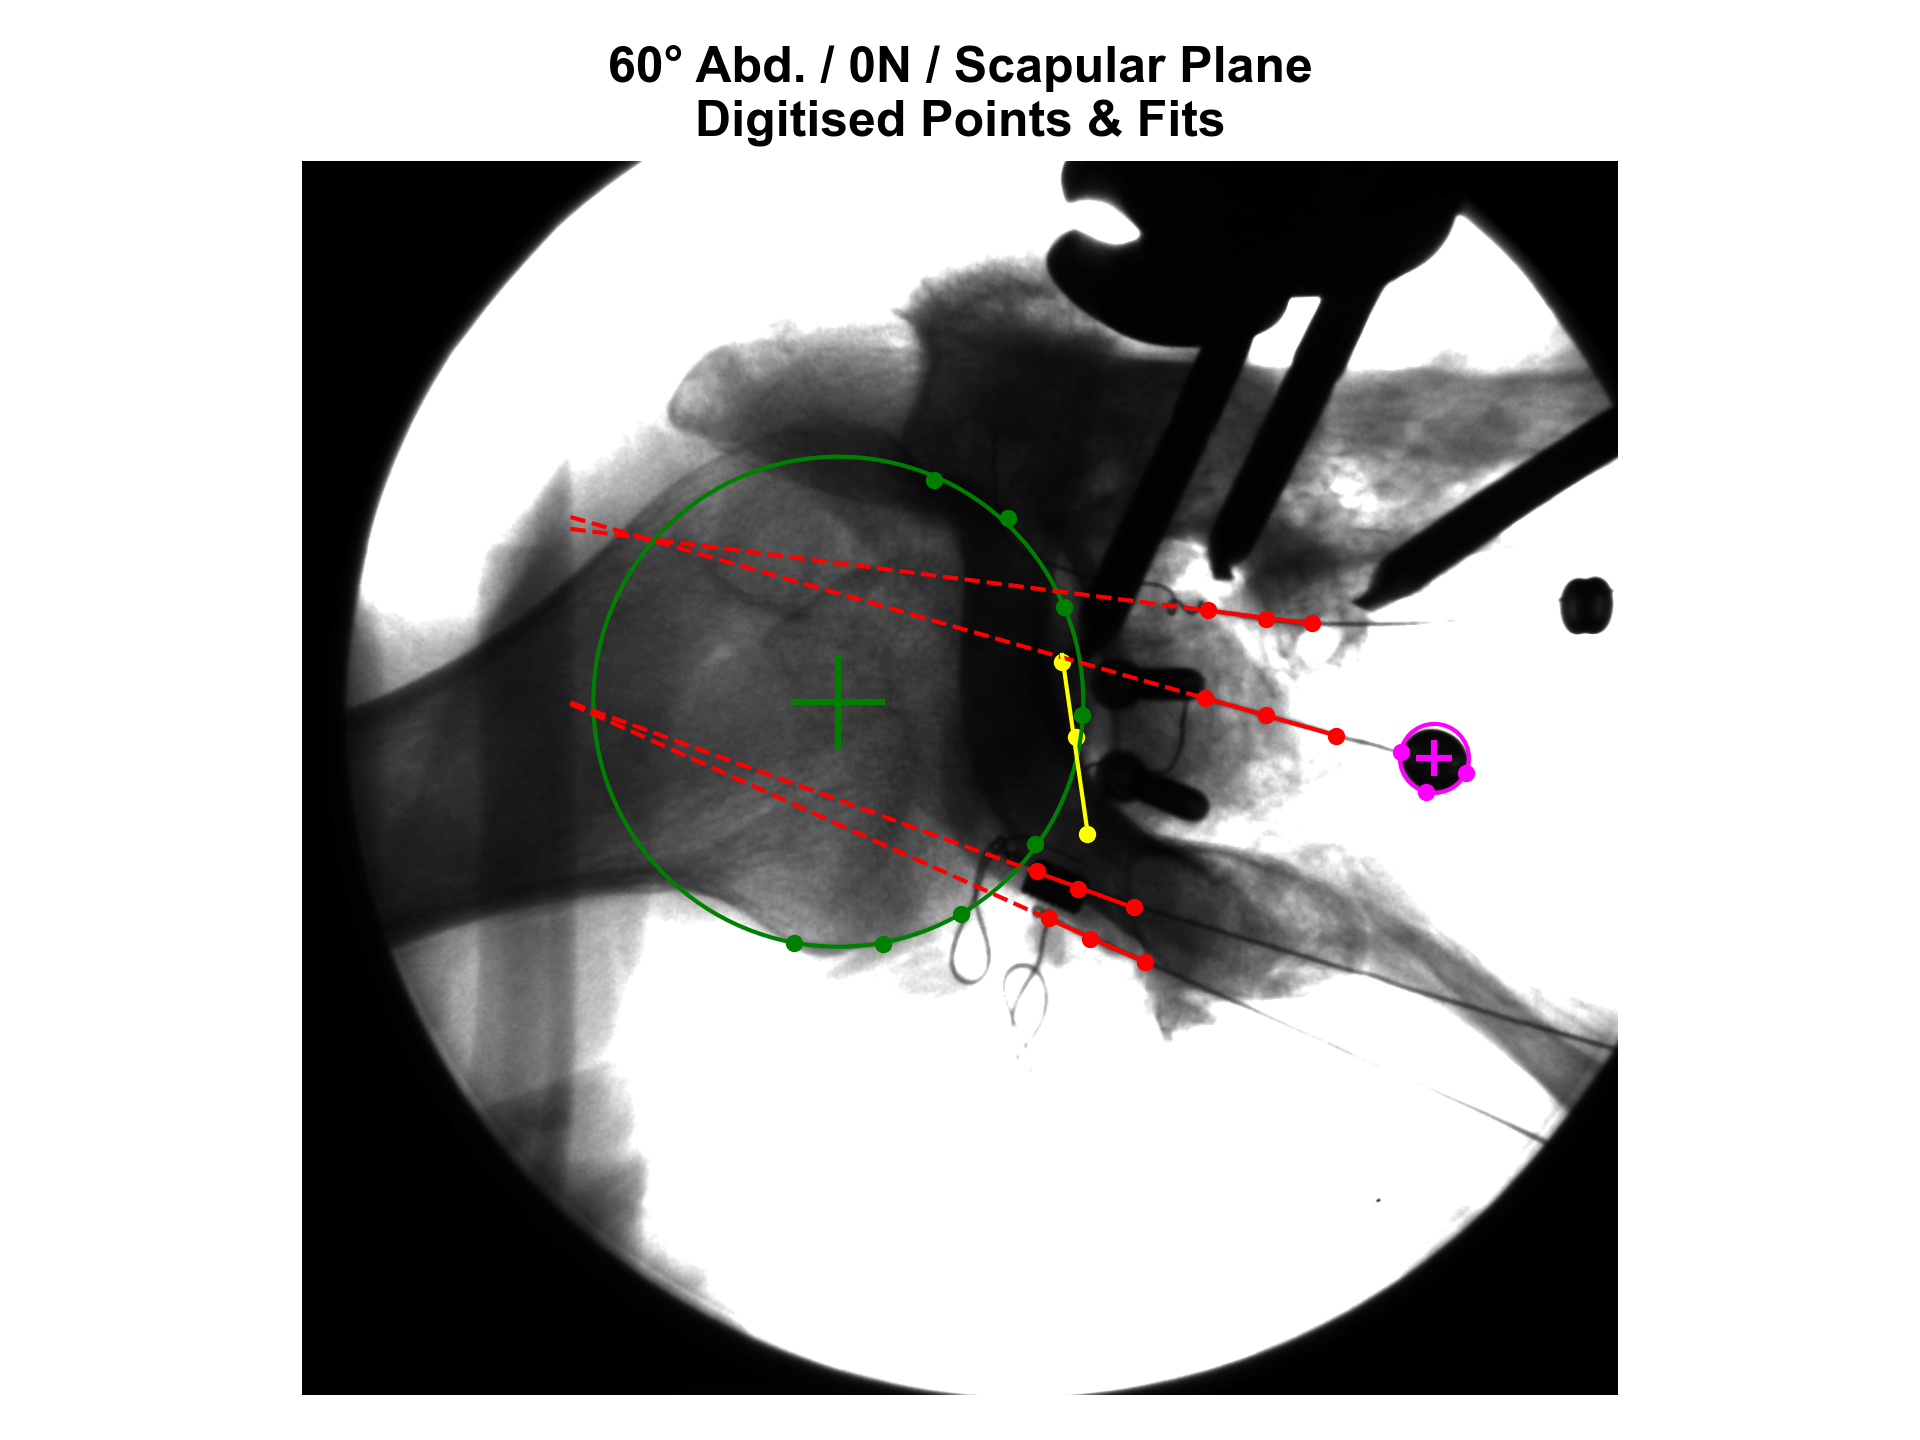 60° Abd. / 0N / Scapular Plane
Digitised Points & Fits